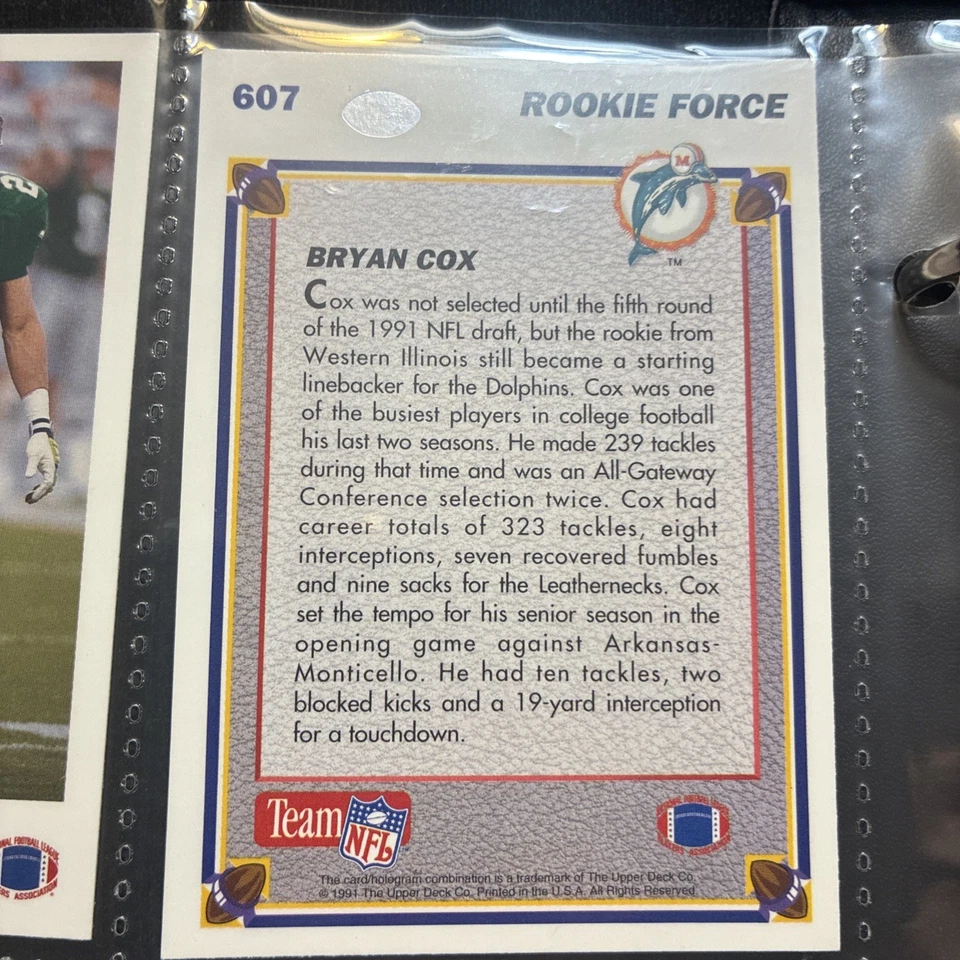 607
ROOKIE FORCE
M
TM
BRYAN COX
Cox was not selected until the fifth round
of the 1991 NFL draft, but the rookie from
Western Illinois still became a starting
linebacker for the Dolphins. Cox was one
of the busiest players in college football
his last two seasons. He made 239 tackles
during that time and was an All-Gateway
Conference selection twice. Cox had
career totals of 323 tackles, eight
interceptions, seven recovered fumbles
and nine sacks for the Leathernecks. Cox
set the tempo for his senior season in the
opening game against Arkansas-
Monticello. He had ten tackles, two
blocked kicks and a 19-yard interception
for a touchdown.
Team NFL
The card/hologram combination is a trademark of The Upper Deck Co.
© 1991 The Upper Deck Co. Printed in the U.S.A. All Rights Reserved.
2
FOOTBALL LEAGUE
ASSOCIATION